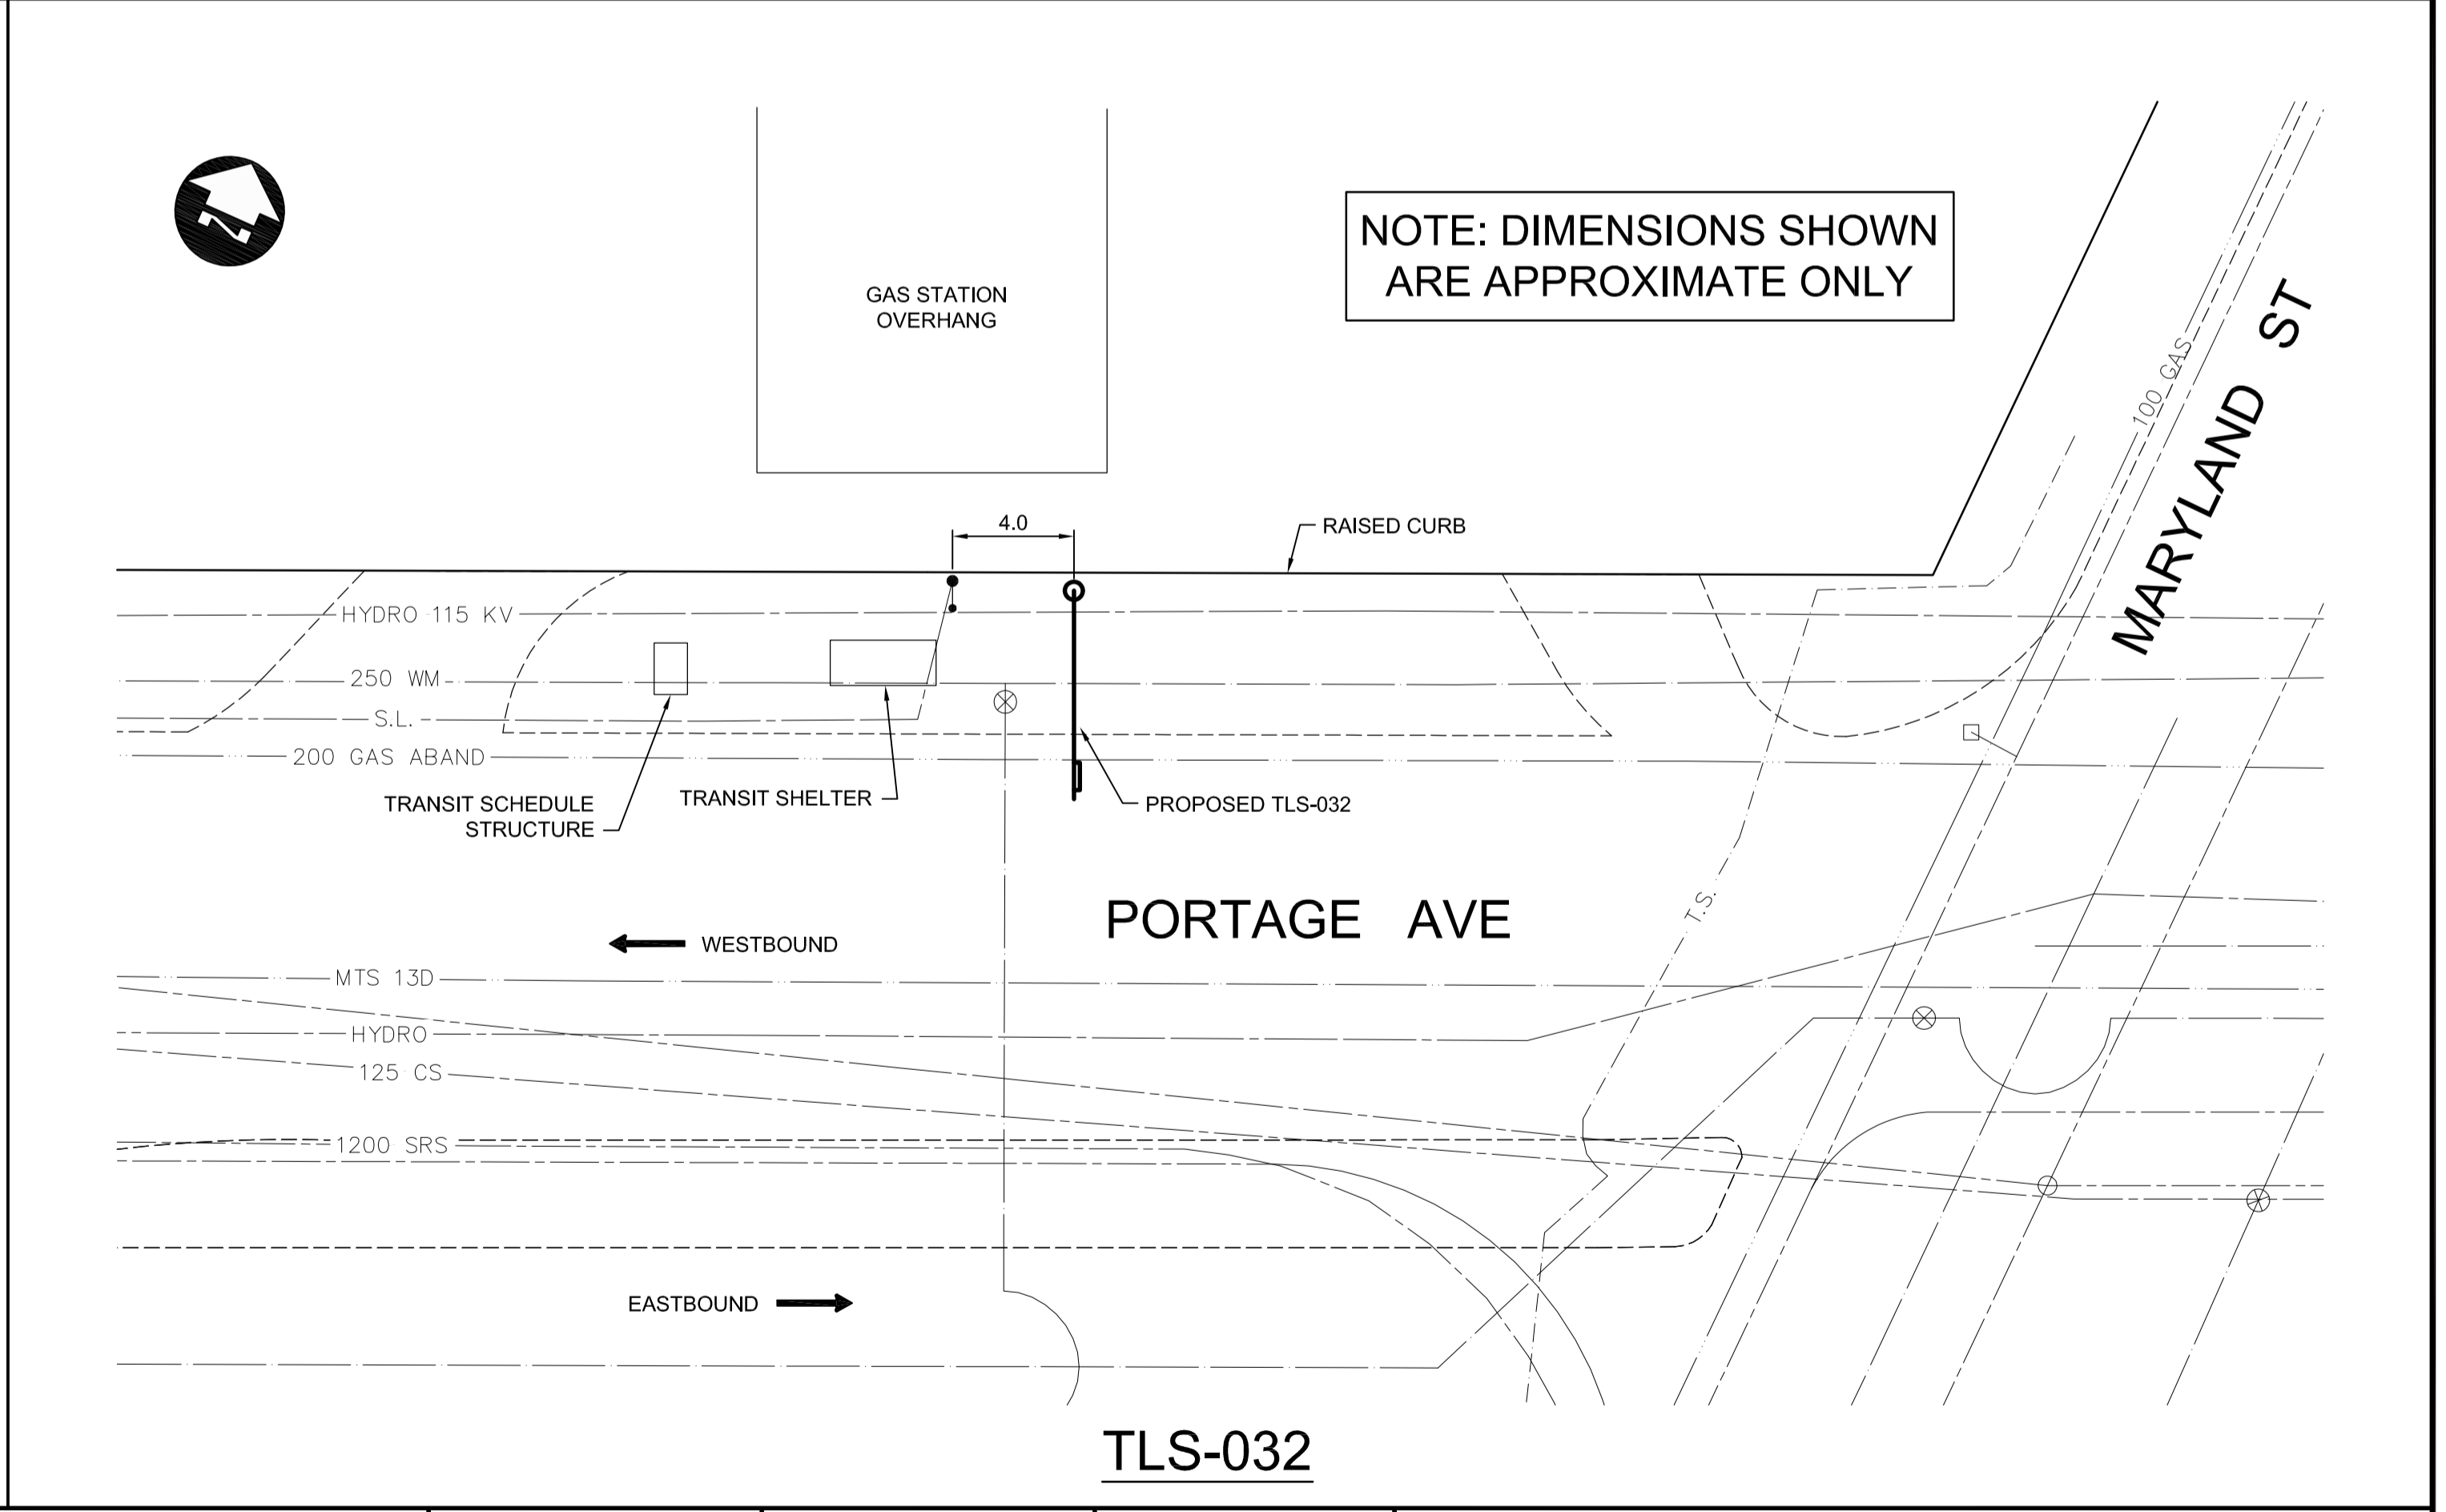 GAS STATION
OVERHANG
NOTE: DIMENSIONS SHOWN
ARE APPROXIMATE ONLY
MARYLAND ST
100 GAS
4.0
RAISED CURB
HYDRO 115 KV
250 WM
S.L.
200 GAS ABAND
TRANSIT SCHEDULE
STRUCTURE
TRANSIT SHELTER
PROPOSED TLS-032
PORTAGE AVE
T.S.
WESTBOUND
MTS 13D
HYDRO
125 CS
1200 SRS
EASTBOUND
TLS-032